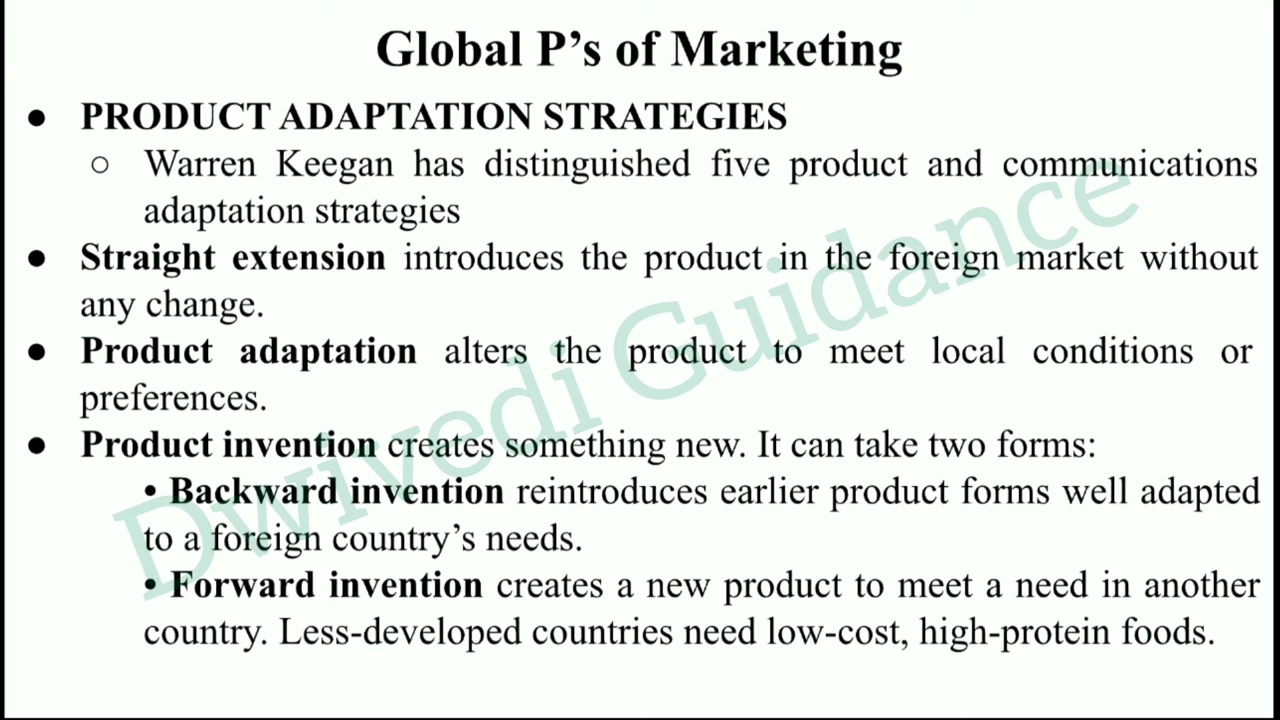 Global P’s of Marketing
● PRODUCT ADAPTATION STRATEGIES
○ Warren Keegan has distinguished five product and communications
adaptation strategies
● Straight extension introduces the product in the foreign market without
any change.
● Product adaptation alters the product to meet local conditions or
preferences.
● Product invention creates something new. It can take two forms:
• Backward invention reintroduces earlier product forms well adapted
to a foreign country’s needs.
• Forward invention creates a new product to meet a need in another
country. Less-developed countries need low-cost, high-protein foods.
Dwivedi Guidance